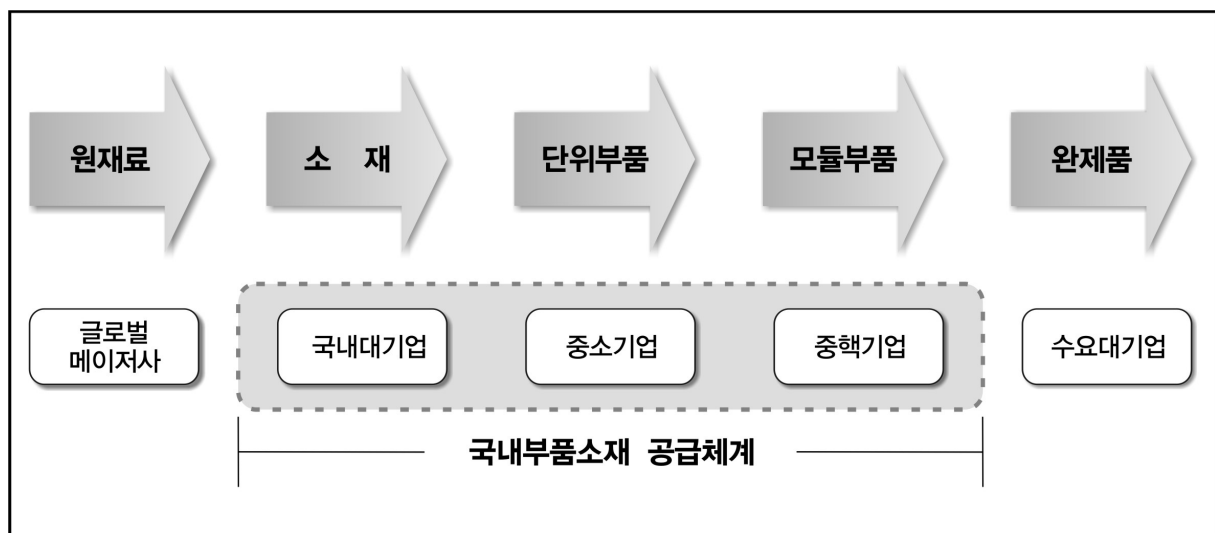 원재료
소 재
단위부품
모듈부품
완제품
글로벌
메이저사
국내대기업
중소기업
중핵기업
수요대기업
국내부품소재 공급체계